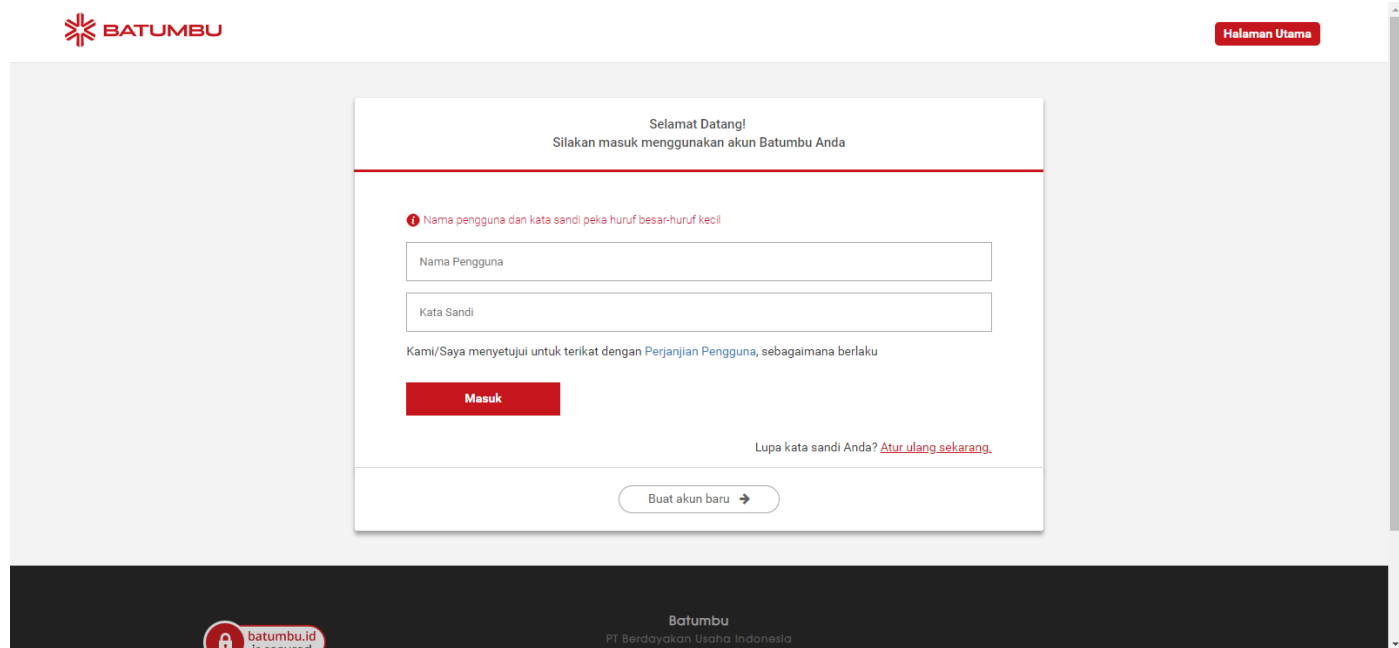 BATUMBU
Halaman Utama
Selamat Datang!
Silakan masuk menggunakan akun Batumbu Anda
Nama pengguna dan kata sandi peka huruf besar-huruf kecil
Nama Pengguna
Kata Sandi
Kami/Saya menyetujui untuk terikat dengan Perjanjian Pengguna, sebagaimana berlaku
Masuk
Lupa kata sandi Anda? Atur ulang sekarang.
Buat akun baru
Batumbu
PT Berdayakan Usaha Indonesia
batumbu.id
is secured